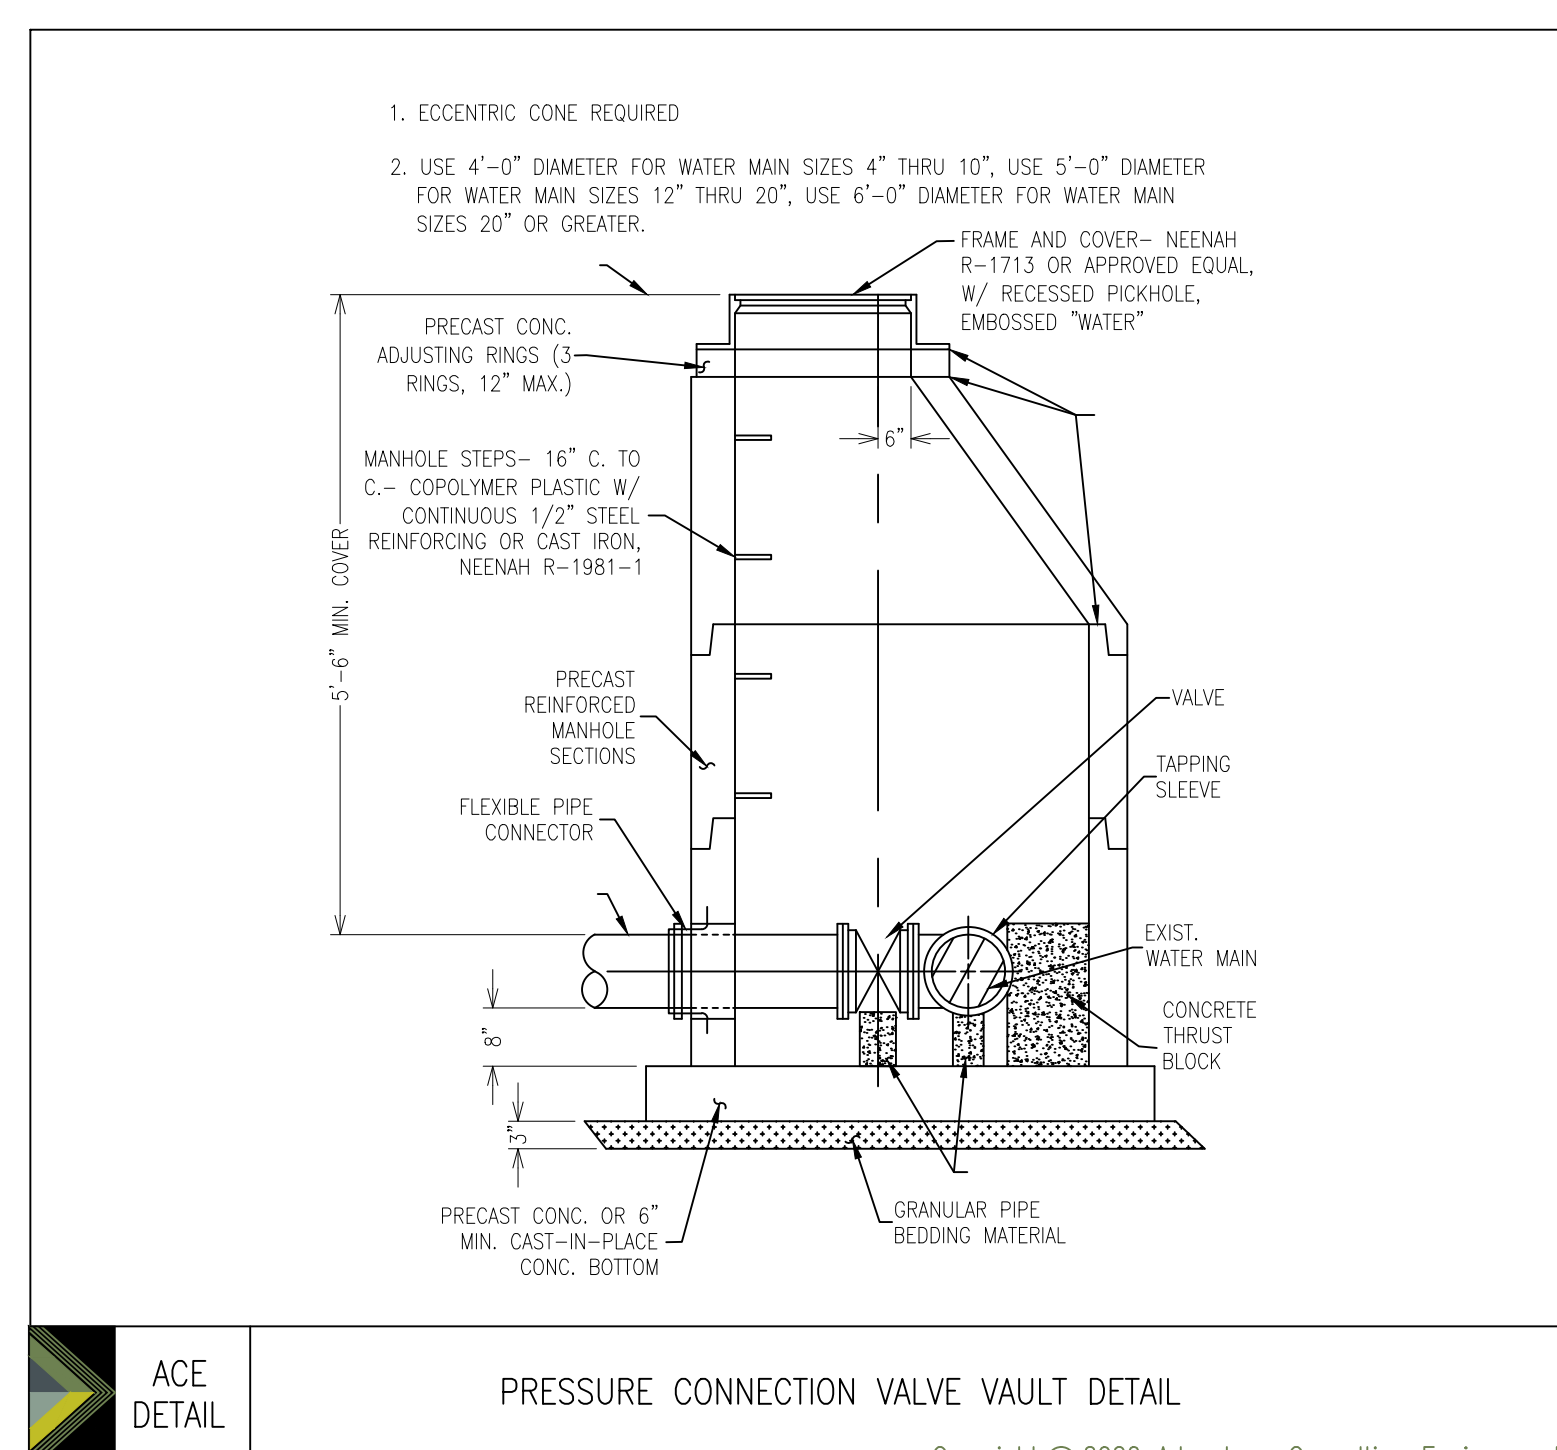 1. ECCENTRIC CONE REQUIRED
2. USE 4'-0" DIAMETER FOR WATER MAIN SIZES 4" THRU 10", USE 5'-0" DIAMETER
FOR WATER MAIN SIZES 12" THRU 20", USE 6'-0" DIAMETER FOR WATER MAIN
SIZES 20" OR GREATER.
FRAME AND COVER- NEENAH
R-1713 OR APPROVED EQUAL,
W/ RECESSED PICKHOLE,
EMBOSSED "WATER"
PRECAST CONC.
ADJUSTING RINGS (3
RINGS, 12" MAX.)
6"
MANHOLE STEPS- 16" C. TO
C.- COPOLYMER PLASTIC W/
CONTINUOUS 1/2" STEEL
REINFORCING OR CAST IRON,
NEENAH R-1981-1
5'-6" MIN. COVER
PRECAST
REINFORCED
MANHOLE
SECTIONS
VALVE
TAPPING
SLEEVE
FLEXIBLE PIPE
CONNECTOR
EXIST.
WATER MAIN
CONCRETE
THRUST
BLOCK
8"
3"
PRECAST CONC. OR 6"
MIN. CAST-IN-PLACE
CONC. BOTTOM
GRANULAR PIPE
BEDDING MATERIAL
ACE
DETAIL
PRESSURE CONNECTION VALVE VAULT DETAIL